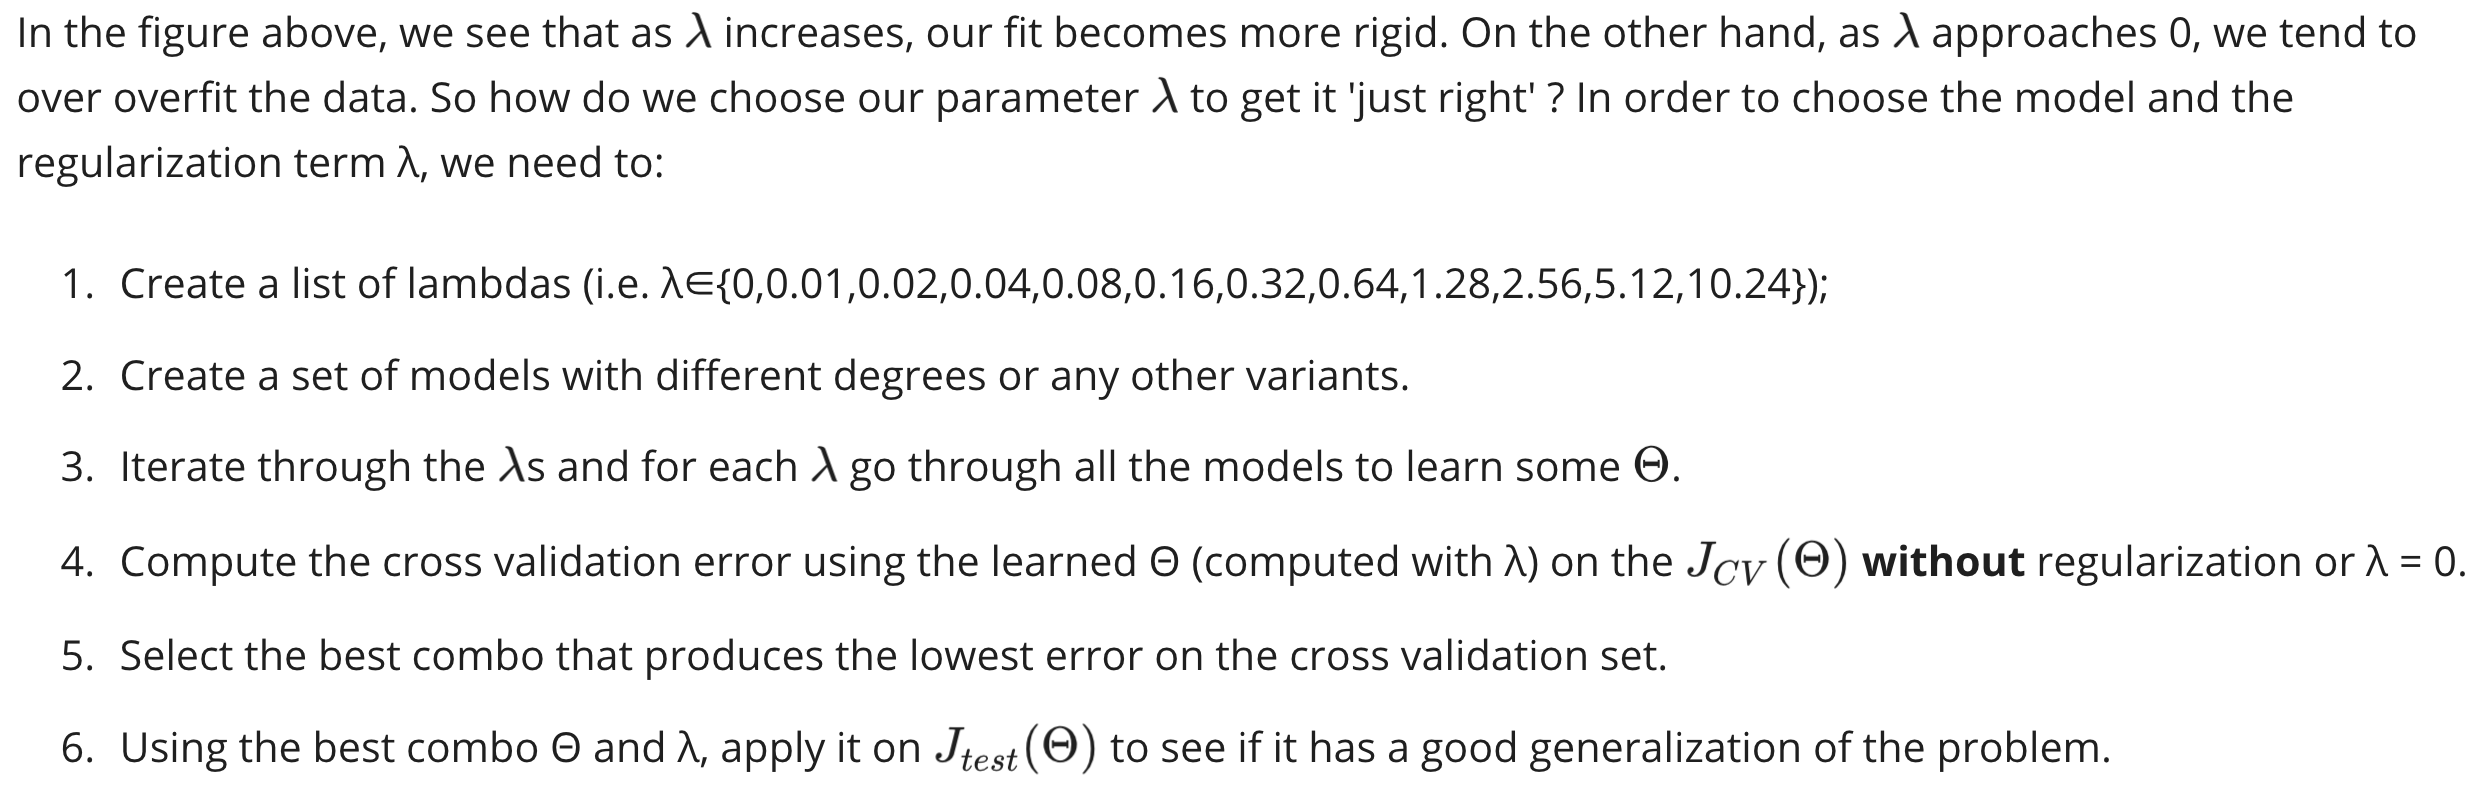 In the figure above, we see that as λ increases, our fit becomes more rigid. On the other hand, as λ approaches 0, we tend to
over overfit the data. So how do we choose our parameter λ to get it 'just right' ? In order to choose the model and the
regularization term λ, we need to:
1. Create a list of lambdas (i.e. λ∈{0,0.01,0.02,0.04,0.08,0.16,0.32,0.64,1.28,2.56,5.12,10.24});
2. Create a set of models with different degrees or any other variants.
3. Iterate through the λs and for each λ go through all the models to learn some Θ.
4. Compute the cross validation error using the learned Θ (computed with λ) on the J_{CV}(Θ) without regularization or λ = 0.
5. Select the best combo that produces the lowest error on the cross validation set.
6. Using the best combo Θ and λ, apply it on J_{test}(Θ) to see if it has a good generalization of the problem.